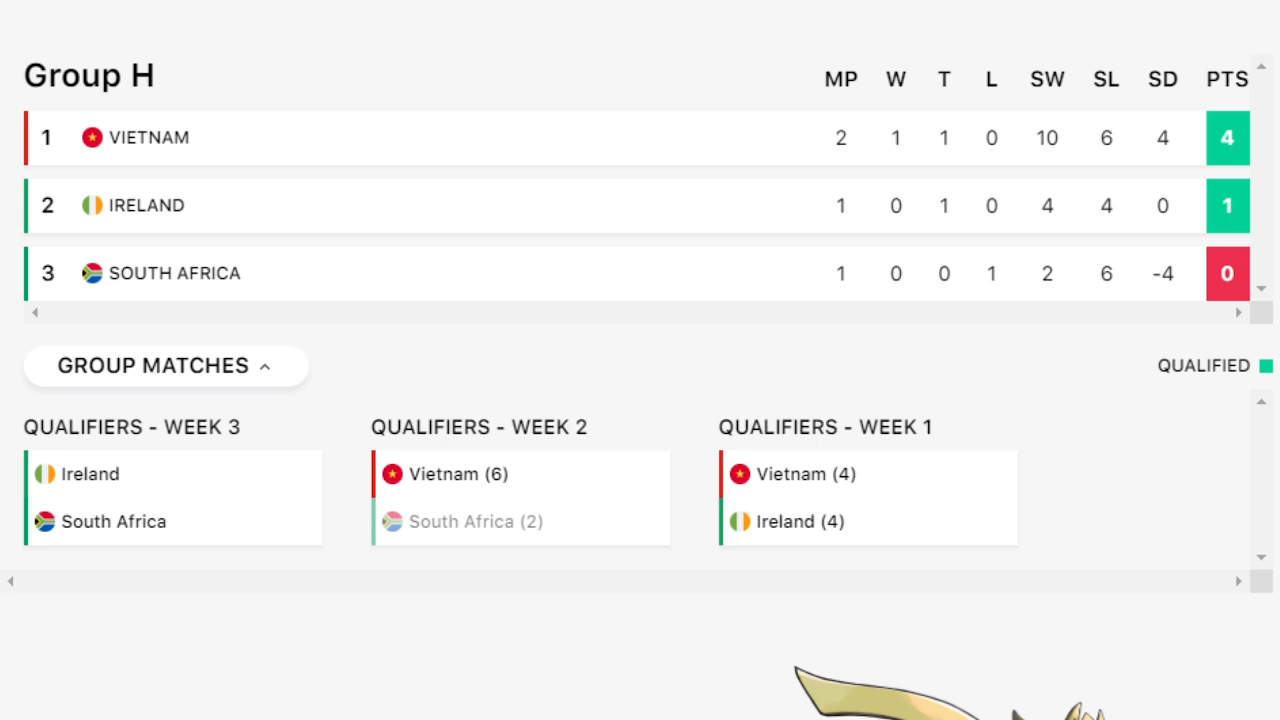 Group H MP W T L SW SL SD PTS
1 VIETNAM 2 1 1 0 10 6 4 4
2 IRELAND 1 0 1 0 4 4 0 1
3 SOUTH AFRICA 1 0 0 1 2 6 -4 0
GROUP MATCHES
QUALIFIED
QUALIFIERS - WEEK 3
Ireland
South Africa
QUALIFIERS - WEEK 2
Vietnam (6)
South Africa (2)
QUALIFIERS - WEEK 1
Vietnam (4)
Ireland (4)